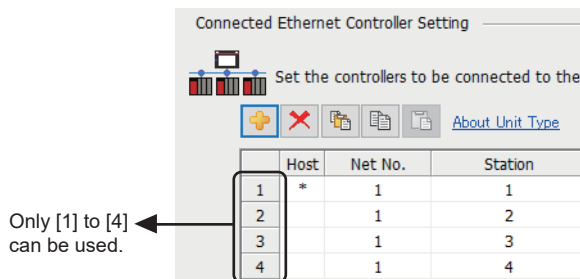 Connected Ethernet Controller Setting
Set the controllers to be connected to the
About Unit Type
Host Net No. Station
1 * 1 1
2 1 2
3 1 3
4 1 4
Only [1] to [4]
can be used.